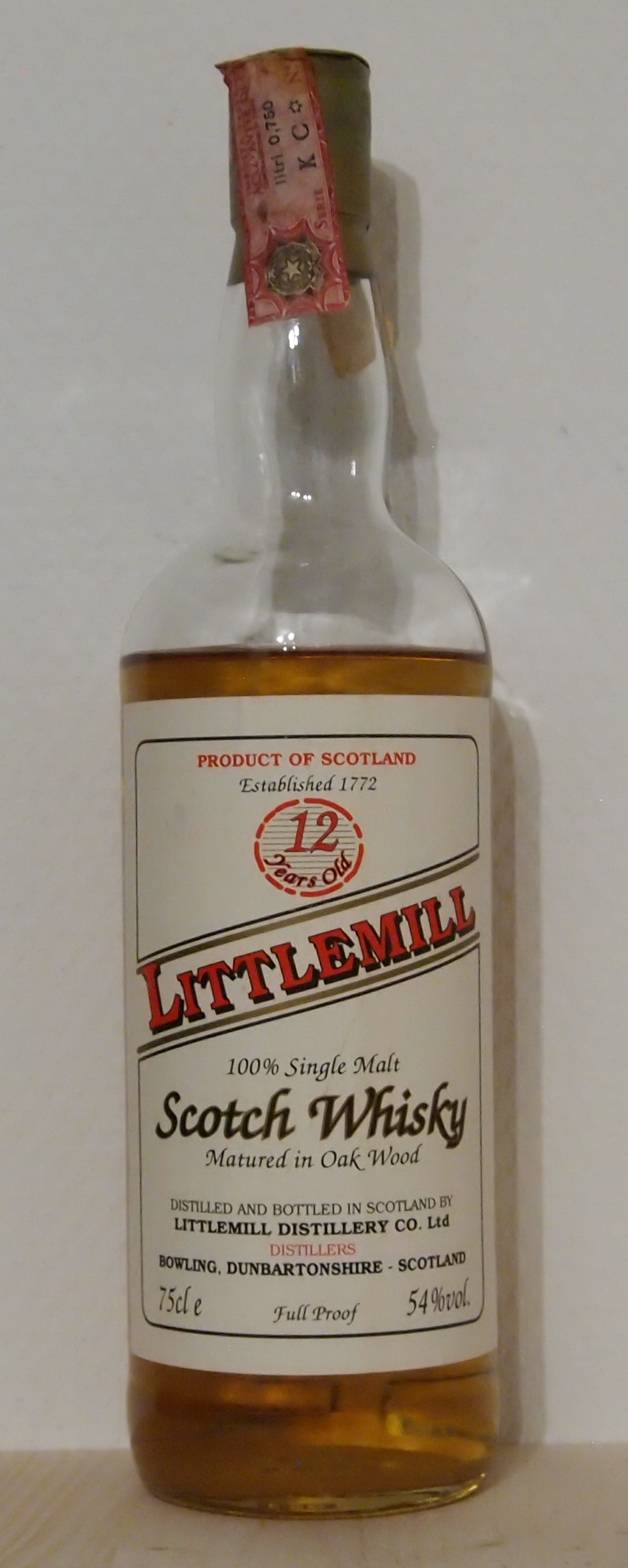 litri 0,750
SERIE K C
N
PRODUCT OF SCOTLAND
Established 1772
12
Years Old
LITTLEMILL
100% Single Malt
Scotch Whisky
Matured in Oak Wood
DISTILLED AND BOTTLED IN SCOTLAND BY
LITTLEMILL DISTILLERY CO. Ltd
DISTILLERS
BOWLING, DUNBARTONSHIRE - SCOTLAND
75cl e
Full Proof
54%vol.